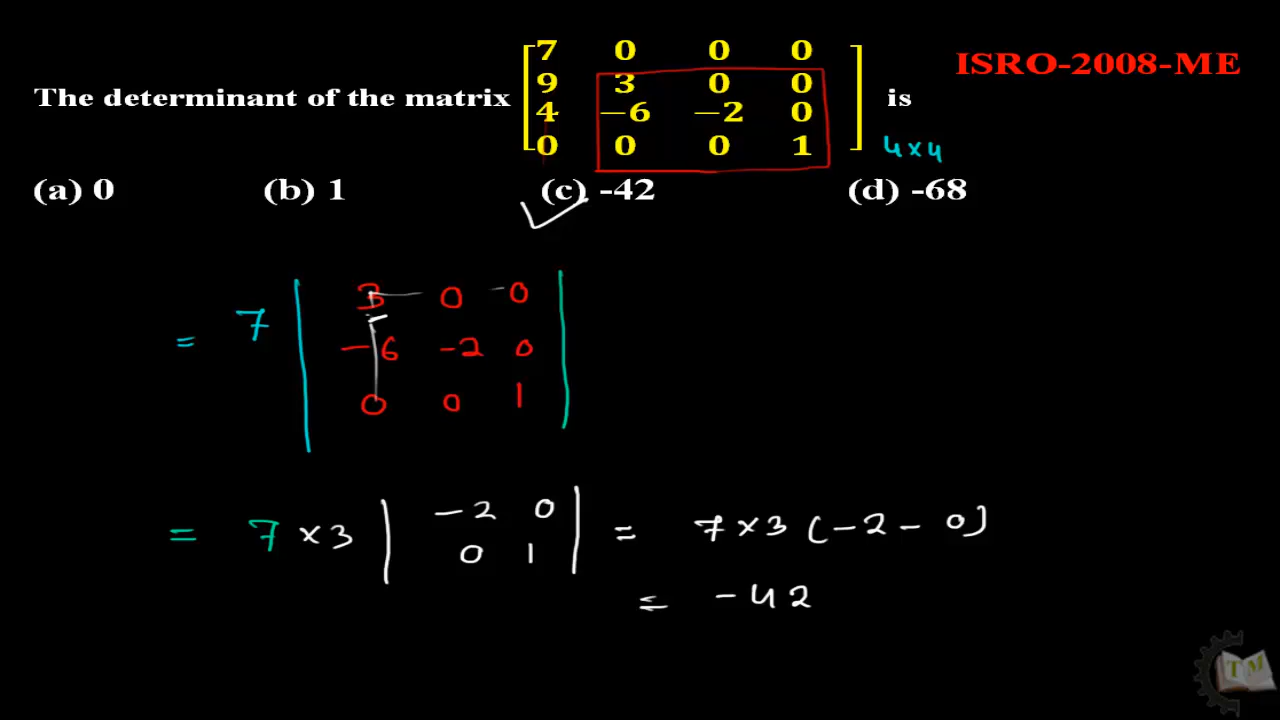 The determinant of the matrix [ 7 0 0 0 is ISRO-2008-ME
9 3 0 0
4 −6 −2 0
0 0 0 1 ] 4×4
(a) 0 (b) 1 (c) -42 (d) -68
= 7 | 3 0 0 |
−6 −2 0
0 0 1
= 7 × 3 | −2 0 | = 7 × 3 (−2 − 0)
0 1
= −42
TM